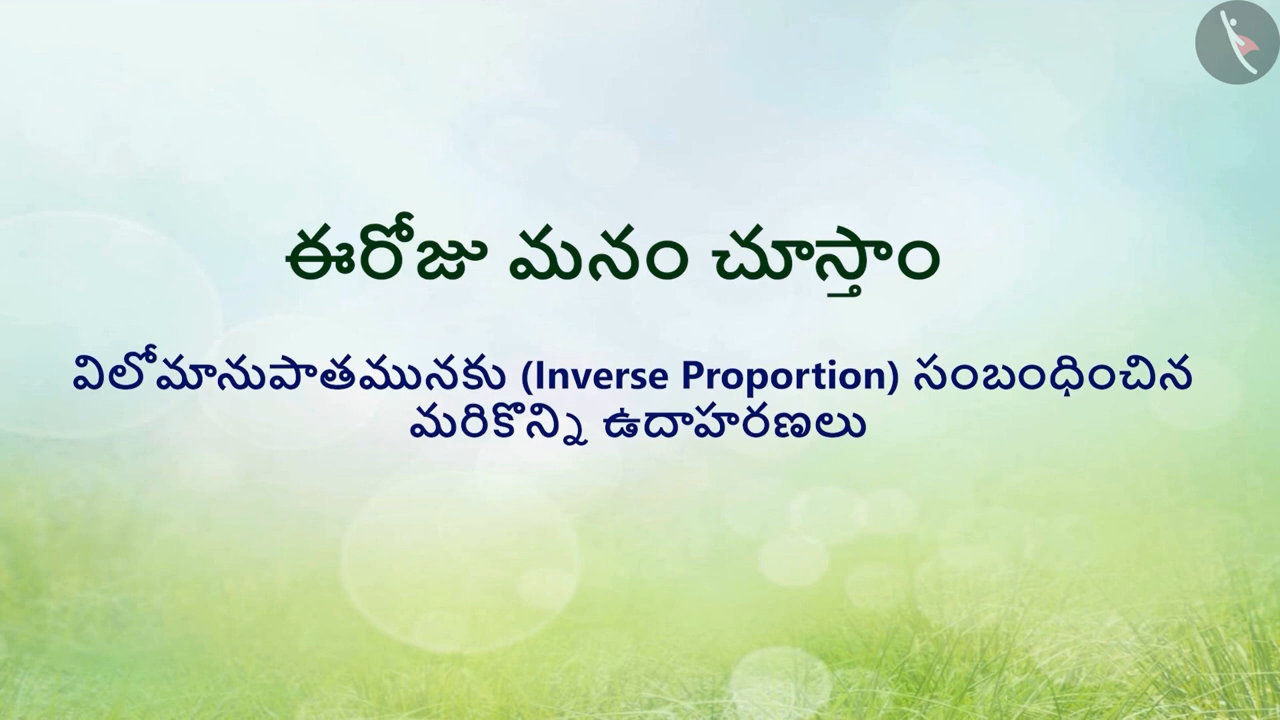 ఈరోజు మనం చూస్తాం
విలోమానుపాతమునకు (Inverse Proportion) సంబంధించిన
మరికొన్ని ఉదాహరణలు